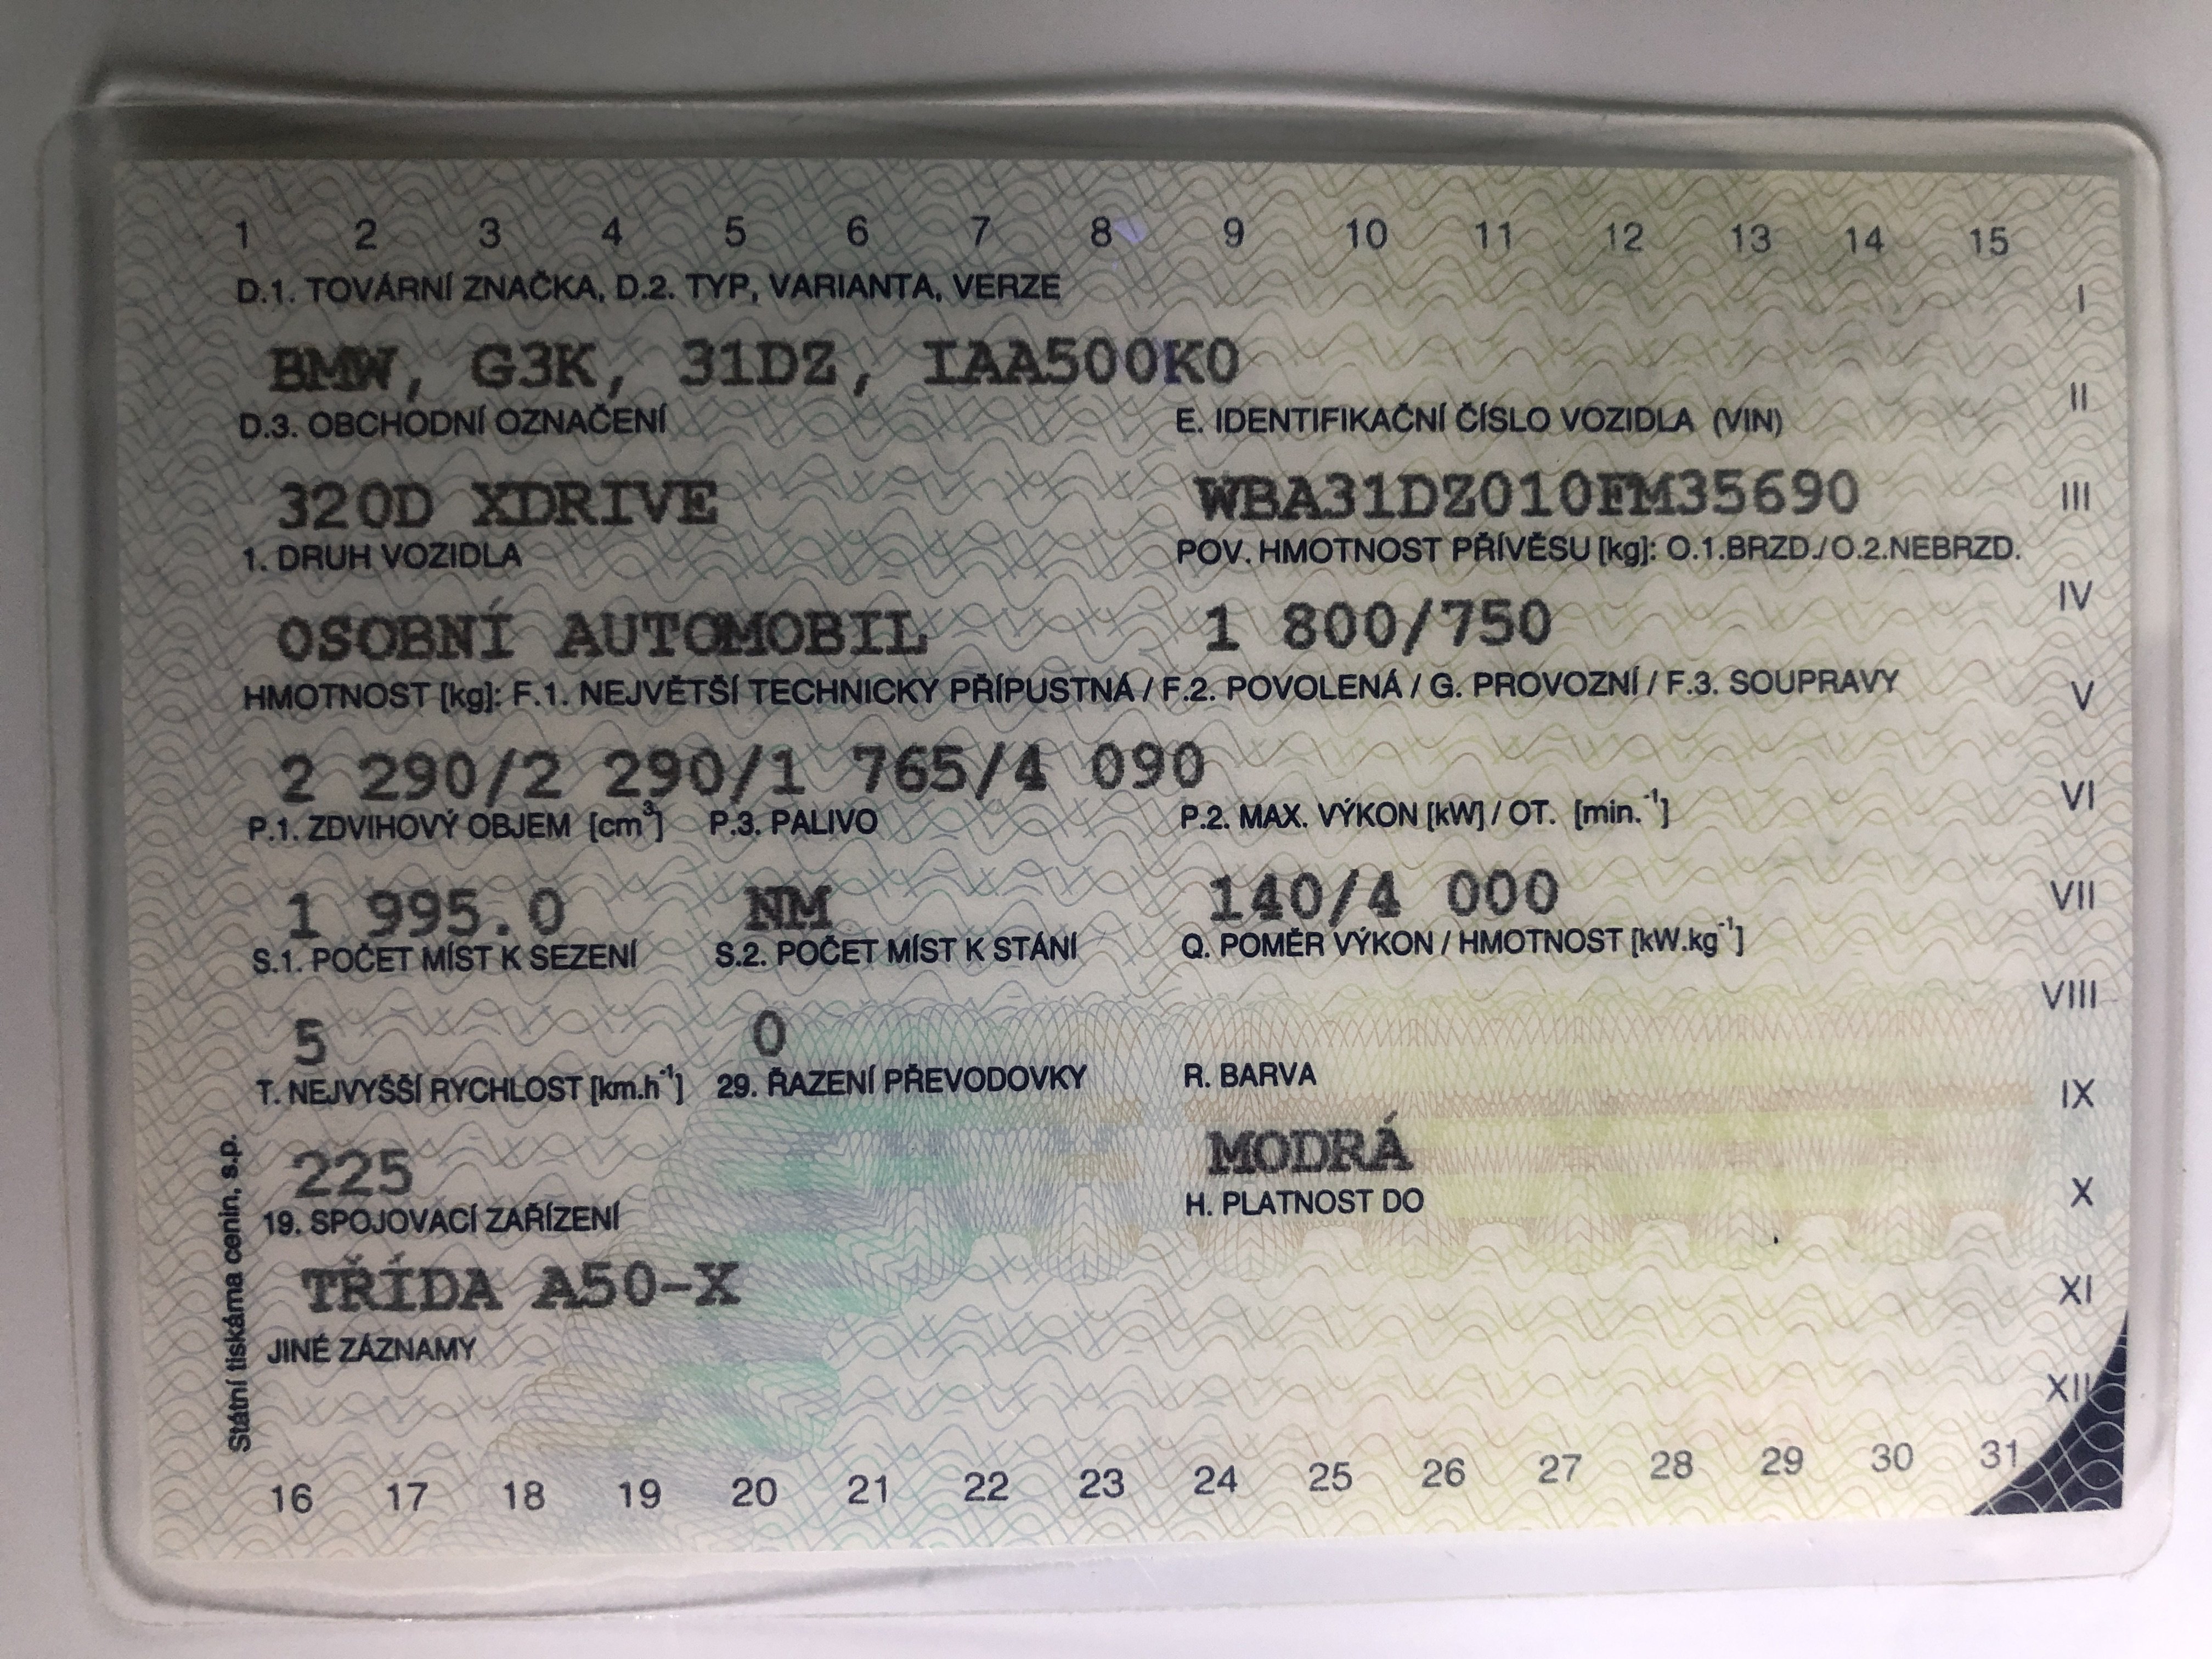 1 2 3 4 5 6 7 8 9 10 11 12 13 14 15
D.1. TOVÁRNÍ ZNAČKA, D.2. TYP, VARIANTA, VERZE
I
BMW, G3K, 31DZ, IAA500K0
II
D.3. OBCHODNÍ OZNAČENÍ E. IDENTIFIKAČNÍ ČÍSLO VOZIDLA (VIN)
320D XDRIVE WBA31DZ010FM35690
III
1. DRUH VOZIDLA POV. HMOTNOST PŘÍVĚSU [kg]: O.1.BRZD./O.2.NEBRZD.
IV
OSOBNÍ AUTOMOBIL 1 800/750
HMOTNOST [kg]: F.1. NEJVĚTŠÍ TECHNICKY PŘÍPUSTNÁ / F.2. POVOLENÁ / G. PROVOZNÍ / F.3. SOUPRAVY
V
2 290/2 290/1 765/4 090
VI
P.1. ZDVIHOVÝ OBJEM [cm³] P.3. PALIVO P.2. MAX. VÝKON [kW] / OT. [min.⁻¹]
1 995.0 NM 140/4 000
VII
S.1. POČET MÍST K SEZENÍ S.2. POČET MÍST K STÁNÍ Q. POMĚR VÝKON / HMOTNOST [kW.kg⁻¹]
VIII
5 0
T. NEJVYŠŠÍ RYCHLOST [km.h⁻¹] 29. ŘAZENÍ PŘEVODOVKY R. BARVA
IX
225 MODRÁ
X
19. SPOJOVACÍ ZAŘÍZENÍ H. PLATNOST DO
TŘÍDA A50-X
XI
JINÉ ZÁZNAMY
XII
Státní tiskárna cenin, s.p.
16 17 18 19 20 21 22 23 24 25 26 27 28 29 30 31